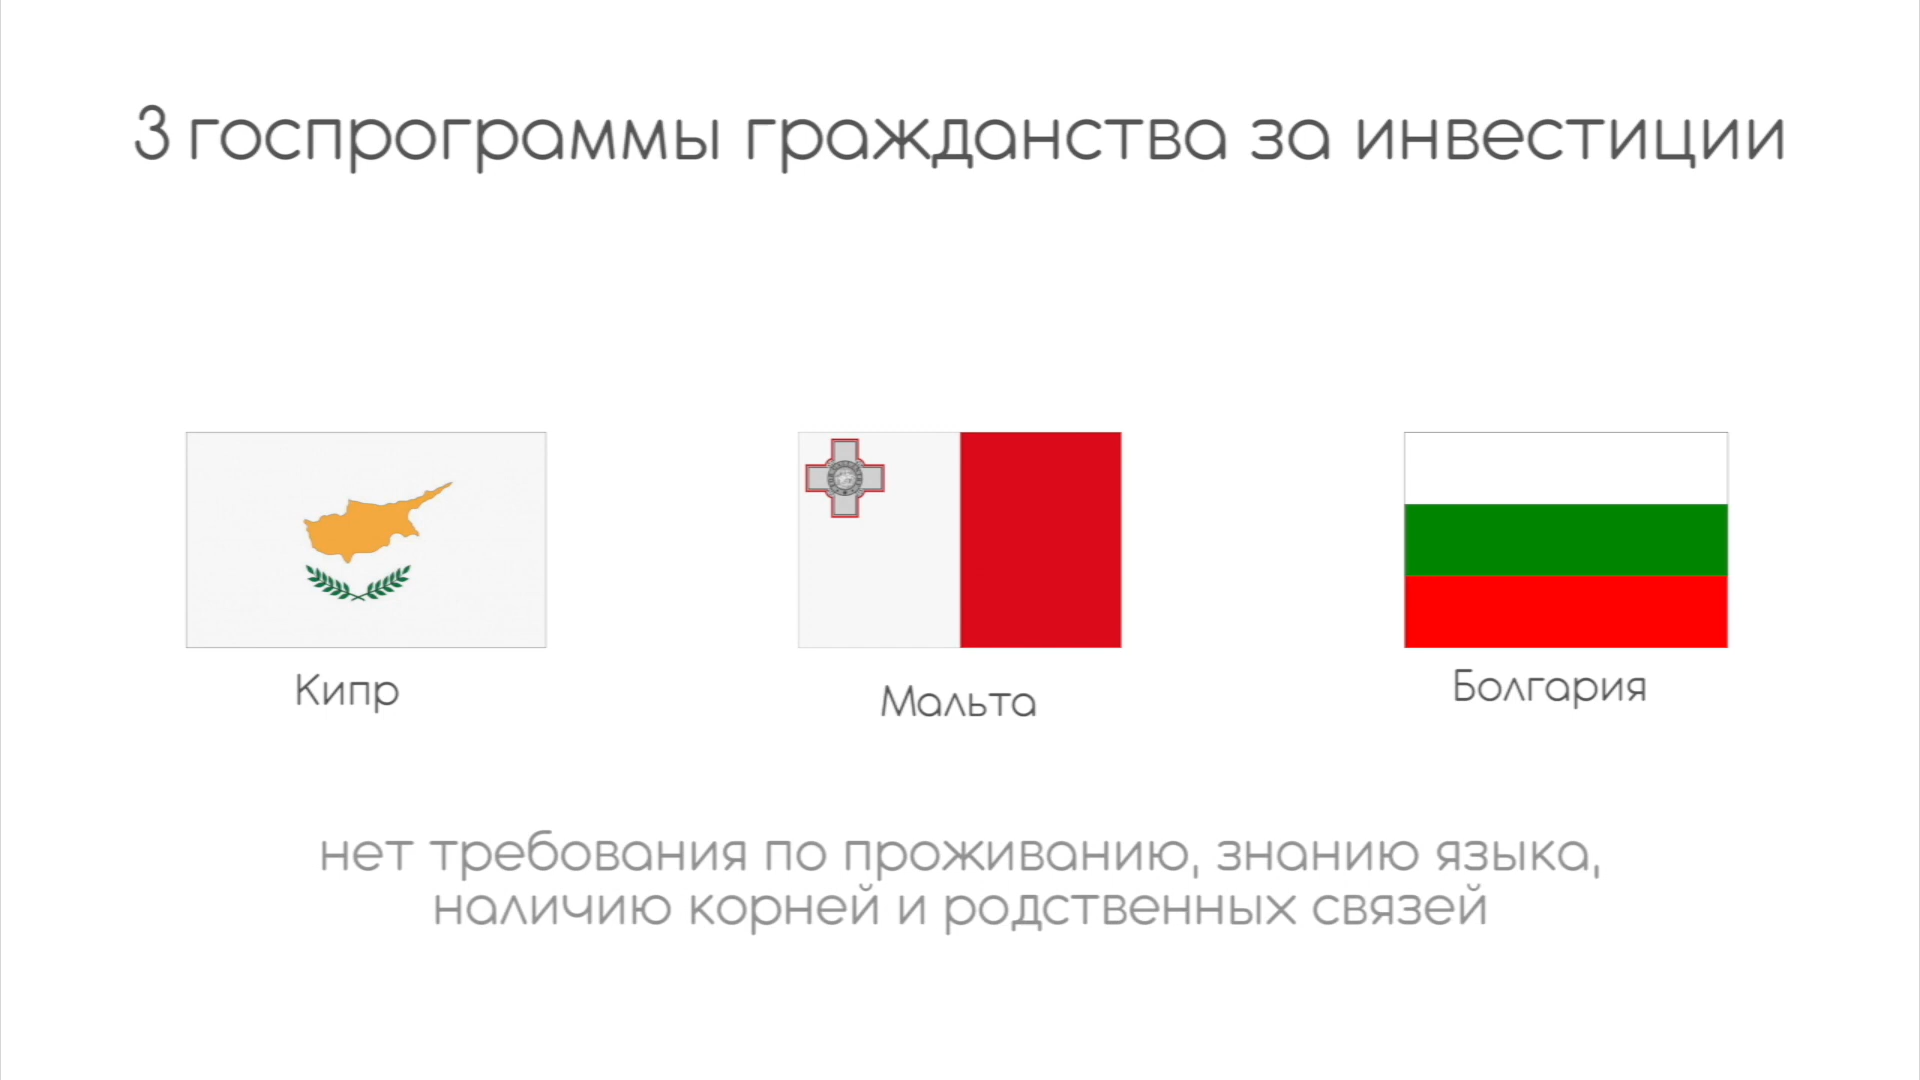 3 госпрограммы гражданства за инвестиции
Кипр
Мальта
Болгария
нет требования по проживанию, знанию языка,
наличию корней и родственных связей